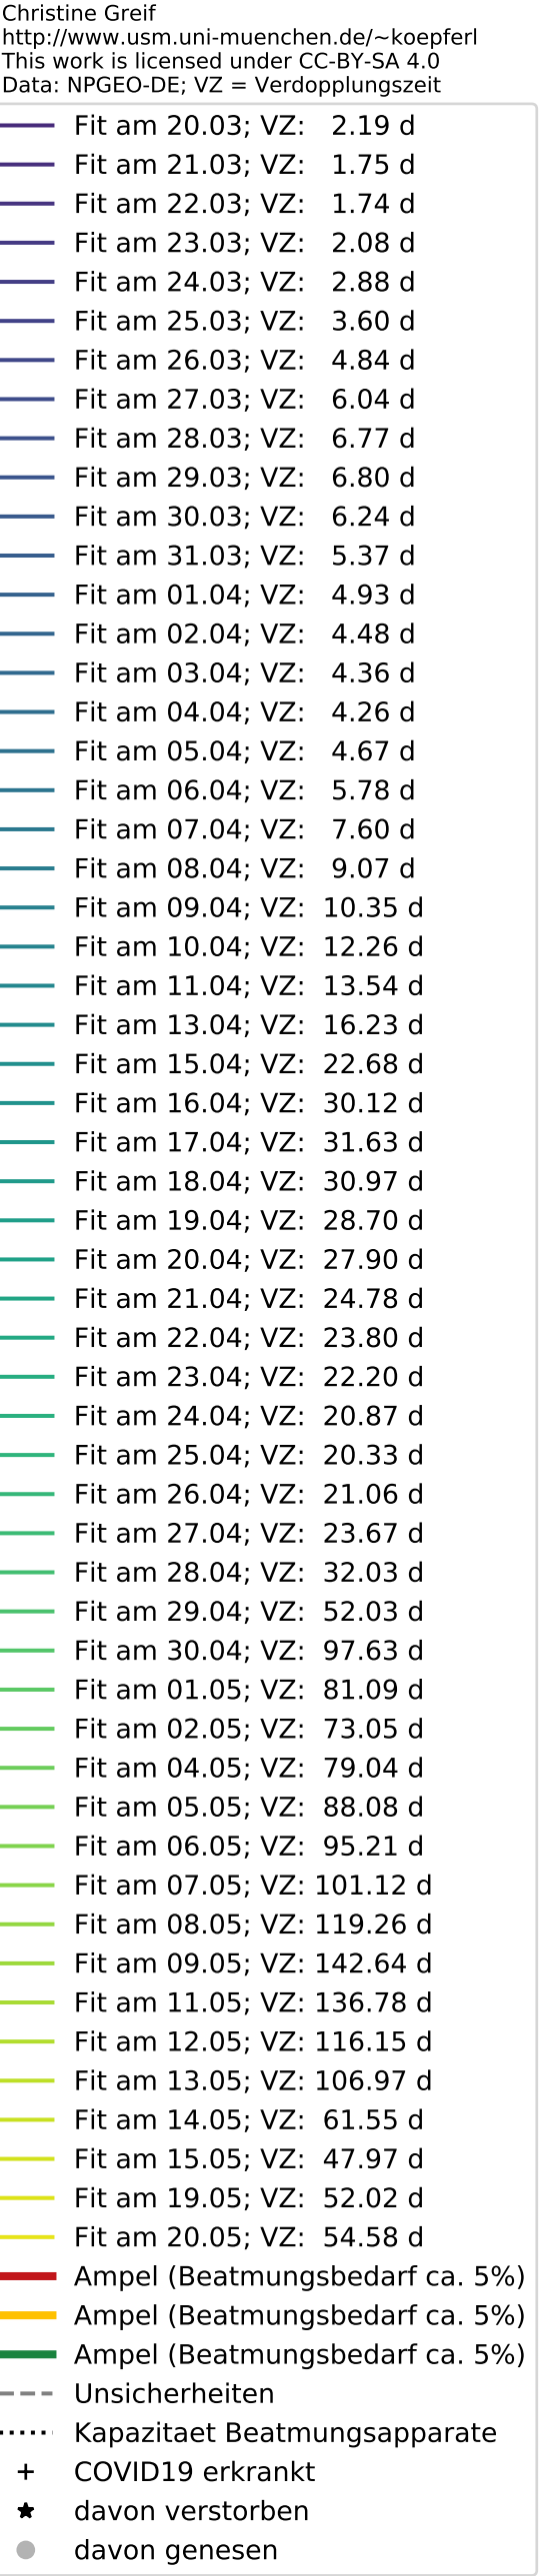 Christine Greif
http://www.usm.uni-muenchen.de/~koepferl
This work is licensed under CC-BY-SA 4.0
Data: NPGEO-DE; VZ = Verdopplungszeit
Fit am 20.03; VZ: 2.19 d
Fit am 21.03; VZ: 1.75 d
Fit am 22.03; VZ: 1.74 d
Fit am 23.03; VZ: 2.08 d
Fit am 24.03; VZ: 2.88 d
Fit am 25.03; VZ: 3.60 d
Fit am 26.03; VZ: 4.84 d
Fit am 27.03; VZ: 6.04 d
Fit am 28.03; VZ: 6.77 d
Fit am 29.03; VZ: 6.80 d
Fit am 30.03; VZ: 6.24 d
Fit am 31.03; VZ: 5.37 d
Fit am 01.04; VZ: 4.93 d
Fit am 02.04; VZ: 4.48 d
Fit am 03.04; VZ: 4.36 d
Fit am 04.04; VZ: 4.26 d
Fit am 05.04; VZ: 4.67 d
Fit am 06.04; VZ: 5.78 d
Fit am 07.04; VZ: 7.60 d
Fit am 08.04; VZ: 9.07 d
Fit am 09.04; VZ: 10.35 d
Fit am 10.04; VZ: 12.26 d
Fit am 11.04; VZ: 13.54 d
Fit am 13.04; VZ: 16.23 d
Fit am 15.04; VZ: 22.68 d
Fit am 16.04; VZ: 30.12 d
Fit am 17.04; VZ: 31.63 d
Fit am 18.04; VZ: 30.97 d
Fit am 19.04; VZ: 28.70 d
Fit am 20.04; VZ: 27.90 d
Fit am 21.04; VZ: 24.78 d
Fit am 22.04; VZ: 23.80 d
Fit am 23.04; VZ: 22.20 d
Fit am 24.04; VZ: 20.87 d
Fit am 25.04; VZ: 20.33 d
Fit am 26.04; VZ: 21.06 d
Fit am 27.04; VZ: 23.67 d
Fit am 28.04; VZ: 32.03 d
Fit am 29.04; VZ: 52.03 d
Fit am 30.04; VZ: 97.63 d
Fit am 01.05; VZ: 81.09 d
Fit am 02.05; VZ: 73.05 d
Fit am 04.05; VZ: 79.04 d
Fit am 05.05; VZ: 88.08 d
Fit am 06.05; VZ: 95.21 d
Fit am 07.05; VZ: 101.12 d
Fit am 08.05; VZ: 119.26 d
Fit am 09.05; VZ: 142.64 d
Fit am 11.05; VZ: 136.78 d
Fit am 12.05; VZ: 116.15 d
Fit am 13.05; VZ: 106.97 d
Fit am 14.05; VZ: 61.55 d
Fit am 15.05; VZ: 47.97 d
Fit am 19.05; VZ: 52.02 d
Fit am 20.05; VZ: 54.58 d
Ampel (Beatmungsbedarf ca. 5%)
Ampel (Beatmungsbedarf ca. 5%)
Ampel (Beatmungsbedarf ca. 5%)
Unsicherheiten
Kapazitaet Beatmungsapparate
COVID19 erkrankt
davon verstorben
davon genesen